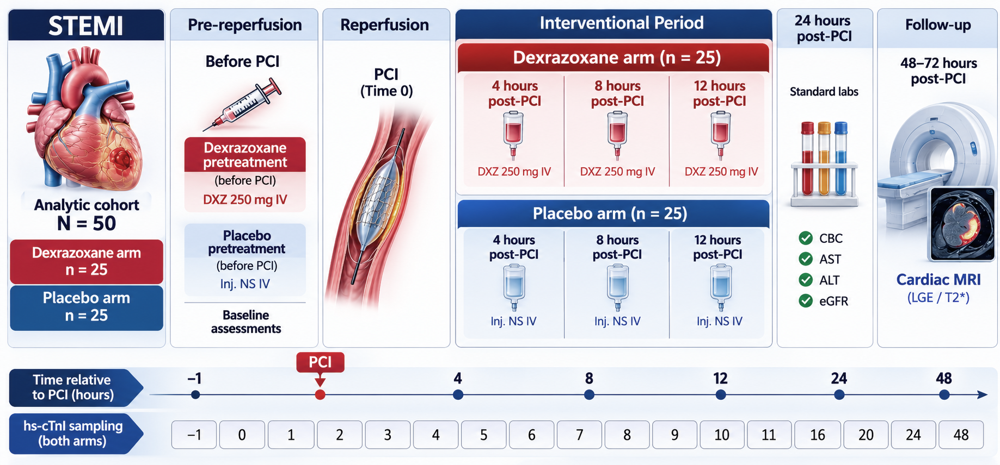 STEMI
Analytic cohort
N = 50
Dexrazoxane arm
n = 25
Placebo arm
n = 25
Pre-reperfusion
Before PCI
Dexrazoxane
pretreatment
(before PCI)
DXZ 250 mg IV
Placebo
pretreatment
(before PCI)
Inj. NS IV
Baseline
assessments
Reperfusion
PCI
(Time 0)
Interventional Period
Dexrazoxane arm (n = 25)
4 hours
post-PCI
DXZ 250 mg IV
8 hours
post-PCI
DXZ 250 mg IV
12 hours
post-PCI
DXZ 250 mg IV
Placebo arm (n = 25)
4 hours
post-PCI
Inj. NS IV
8 hours
post-PCI
Inj. NS IV
12 hours
post-PCI
Inj. NS IV
24 hours
post-PCI
Standard labs
CBC
AST
ALT
eGFR
Follow-up
48–72 hours
post-PCI
Cardiac MRI
(LGE / T2*)
Time relative
to PCI (hours)
–1
PCI
4
8
12
24
48
hs-cTnI sampling
(both arms)
–1
0
1
2
3
4
5
6
7
8
9
10
11
16
20
24
48